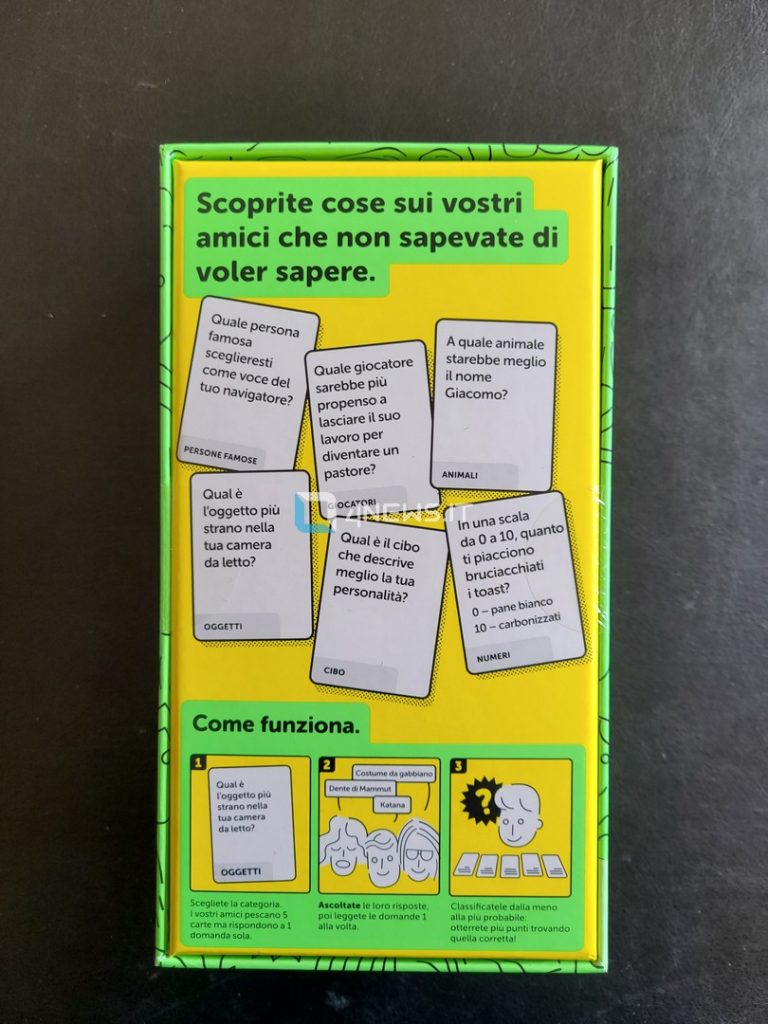 Scoprite cose sui vostri
amici che non sapevate di
voler sapere.
Quale persona
famosa
sceglieresti
come voce del
tuo navigatore?
PERSONE FAMOSE
Quale giocatore
sarebbe più
propenso a
lasciare il suo
lavoro per
diventare un
pastore?
GIOCATORI
A quale animale
starebbe meglio
il nome
Giacomo?
ANIMALI
Qual è
l'oggetto più
strano nella
tua camera
da letto?
OGGETTI
Qual è il cibo
che descrive
meglio la tua
personalità?
CIBO
In una scala
da 0 a 10, quanto
ti piacciono
bruciacchiati
i toast?
0 – pane bianco
10 – carbonizzati
NUMERI
4NEWS.IT
Come funziona.
1
Qual è
l'oggetto più
strano nella
tua camera
da letto?
OGGETTI
Scegliete la categoria.
I vostri amici pescano 5
carte ma rispondono a 1
domanda sola.
2
Costume da gabbiano
Dente di Mammut
Katana
Ascoltate le loro risposte,
poi leggete le domande 1
alla volta.
3
?
Classificatele dalla meno
alla più probabile:
otterrete più punti trovando
quella corretta!